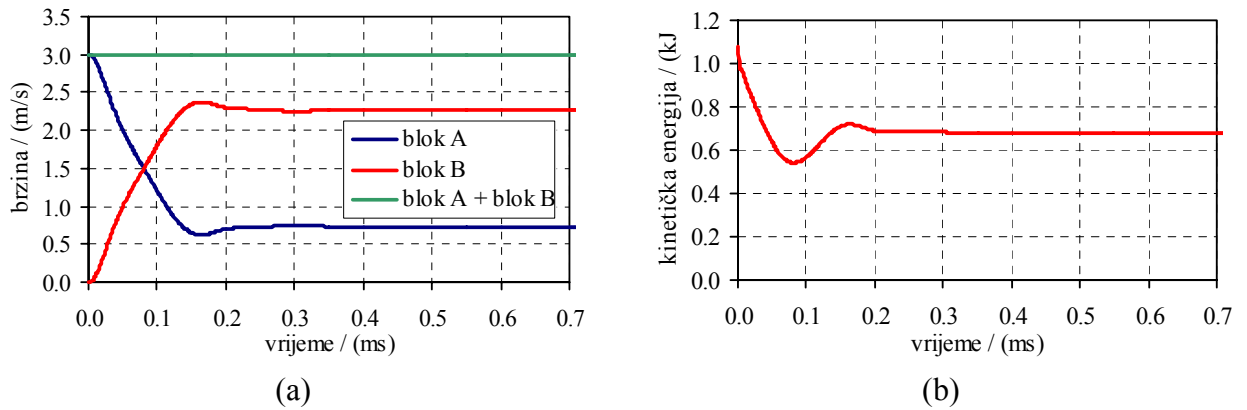 3.5
3.0
2.5
2.0
1.5
1.0
0.5
0.0
brzina / (m/s)
blok A
blok B
blok A + blok B
0.0 0.1 0.2 0.3 0.4 0.5 0.6 0.7
vrijeme / (ms)
(a)
1.2
1.0
0.8
0.6
0.4
0.2
0.0
kinetička energija / (kJ
0.0 0.1 0.2 0.3 0.4 0.5 0.6 0.7
vrijeme / (ms)
(b)